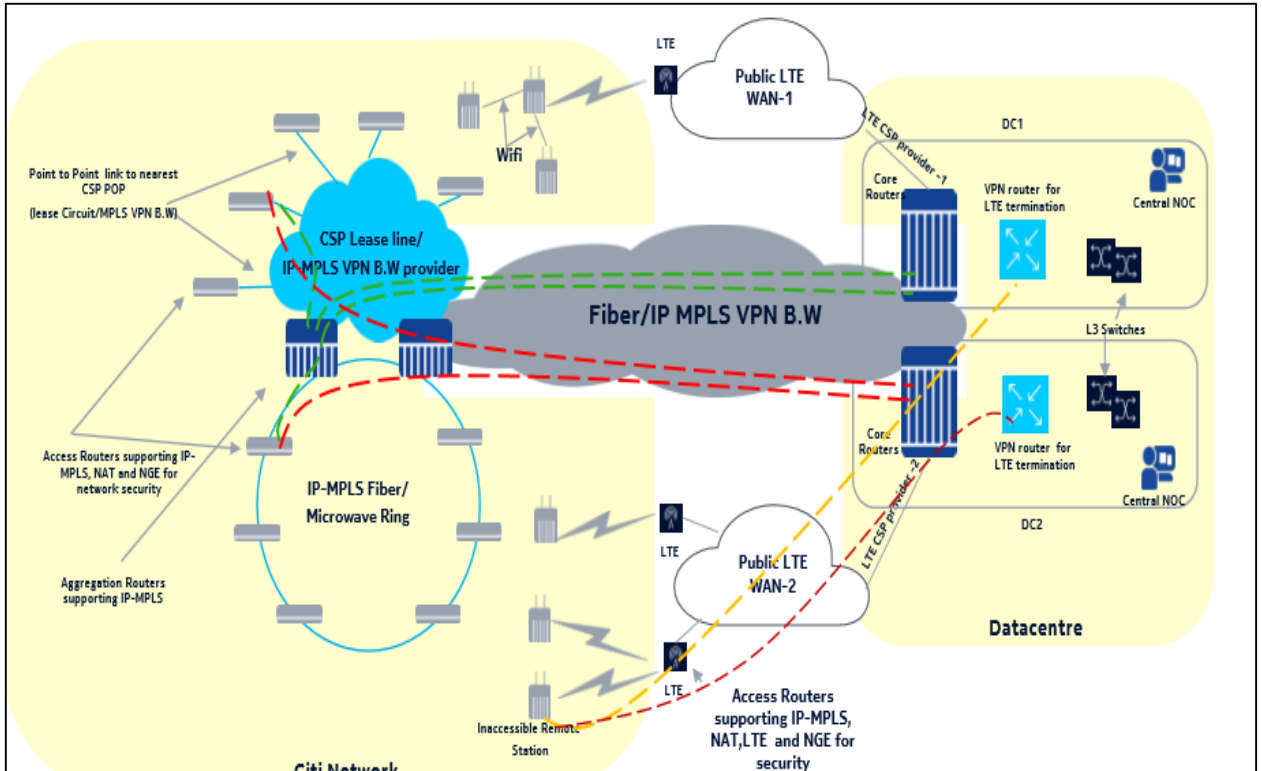 LTE
Public LTE
WAN-1
LTE CSP provider -1
DC1
Wifi
Point to Point link to nearest
CSP POP
(lease Circuit/MPLS VPN B.W)
Core
Routers
VPN router for
LTE termination
Central NOC
CSP Lease line/
IP-MPLS VPN B.W provider
Fiber/IP MPLS VPN B.W
L3 Switches
Access Routers supporting IP-
MPLS, NAT and NGE for
network security
Core
Routers
VPN router for
LTE termination
Central NOC
IP-MPLS Fiber/
Microwave Ring
LTE CSP provider -2
DC2
LTE
Public LTE
WAN-2
Aggregation Routers
supporting IP-MPLS
Datacentre
LTE
Inaccessible Remote
Station
Access Routers
supporting IP-MPLS,
NAT,LTE and NGE for
security
Citi Network